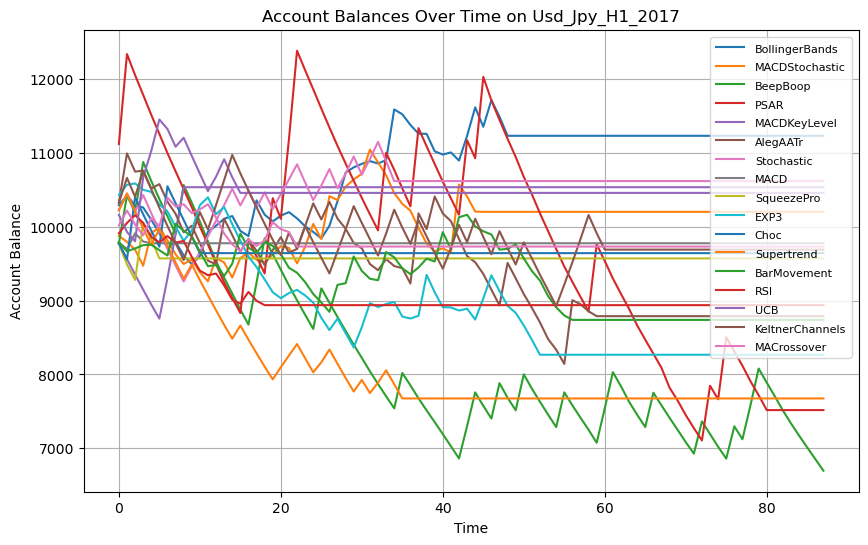 Account Balances Over Time on Usd_Jpy_H1_2017
Account Balance
12000
11000
10000
9000
8000
7000
BollingerBands
MACDStochastic
BeepBoop
PSAR
MACDKeyLevel
AlegAATr
Stochastic
MACD
SqueezePro
EXP3
Choc
Supertrend
BarMovement
RSI
UCB
KeltnerChannels
MACrossover
0
20
40
60
80
Time